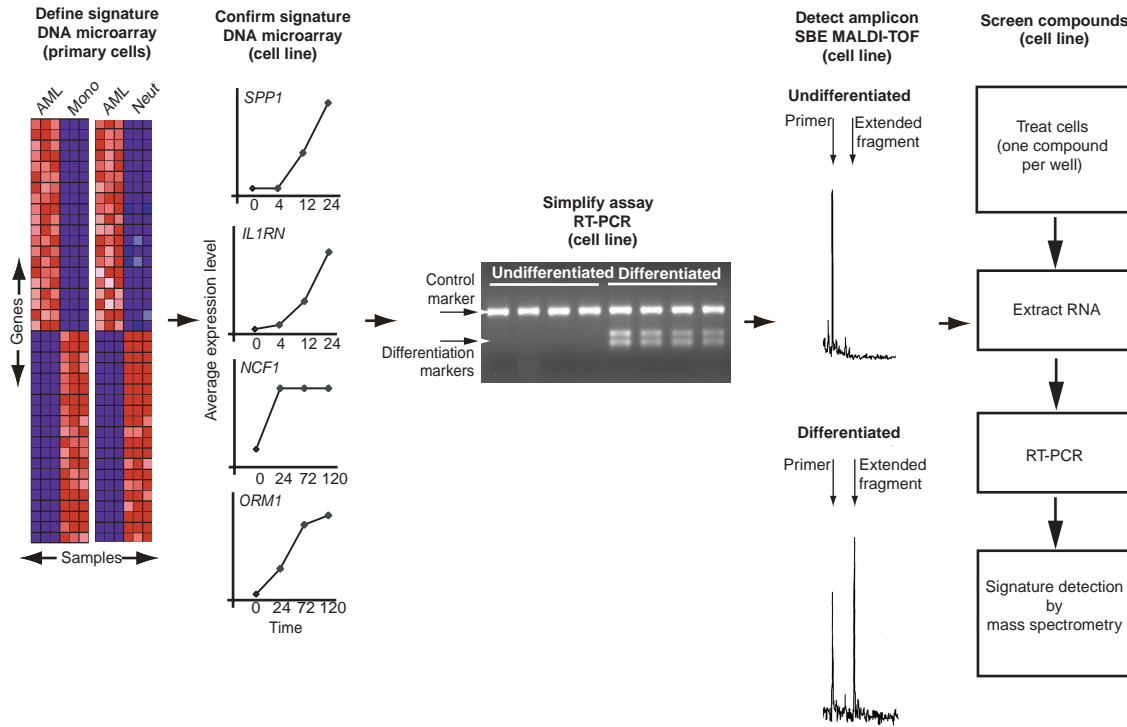 Define signature
DNA microarray
(primary cells)
AML
Mono
AML
Neut
Genes
Samples
Confirm signature
DNA microarray
(cell line)
Average expression level
SPP1
0 4 12 24
IL1RN
0 4 12 24
NCF1
0 24 72 120
ORM1
0 24 72 120
Time
Simplify assay
RT-PCR
(cell line)
Undifferentiated Differentiated
Control
marker
Differentiation
markers
Detect amplicon
SBE MALDI-TOF
(cell line)
Undifferentiated
Primer Extended
fragment
Differentiated
Primer Extended
fragment
Screen compounds
(cell line)
Treat cells
(one compound
per well)
Extract RNA
RT-PCR
Signature detection
by
mass spectrometry